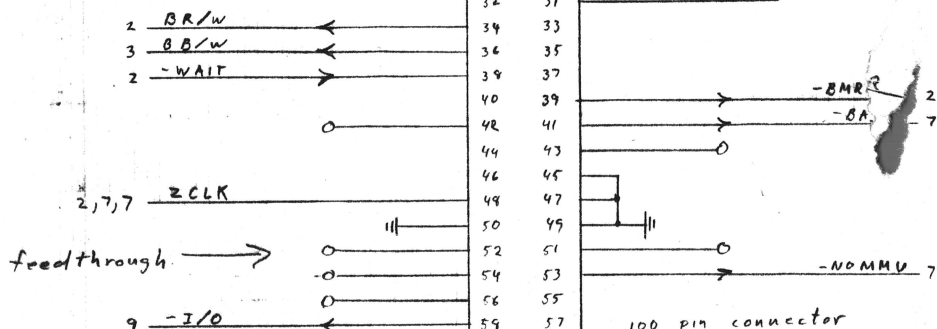 32 31
2 BR/W 34 33
3 BB/W 36 35
2 -WAIT 38 37
40 39 -BMR 2
42 41 -BA 7
44 43
46 45
2,7,7 ZCLK 48 47
50 49
feedthrough 52 51
54 53 -NOMMU 7
56 55
9 -I/O 58 57 100 pin connector